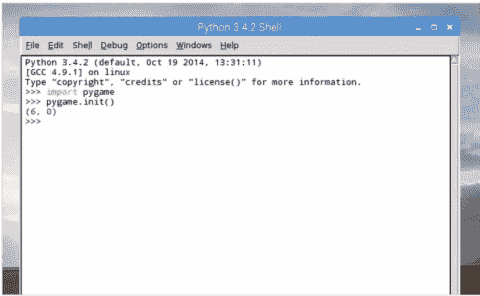 Python 3.4.2 Shell
File Edit Shell Debug Options Windows Help
Python 3.4.2 (default, Oct 19 2014, 13:31:11)
[GCC 4.9.1] on linux
Type "copyright", "credits" or "license()" for more information.
>>> import pygame
>>> pygame.init()
(6, 0)
>>>